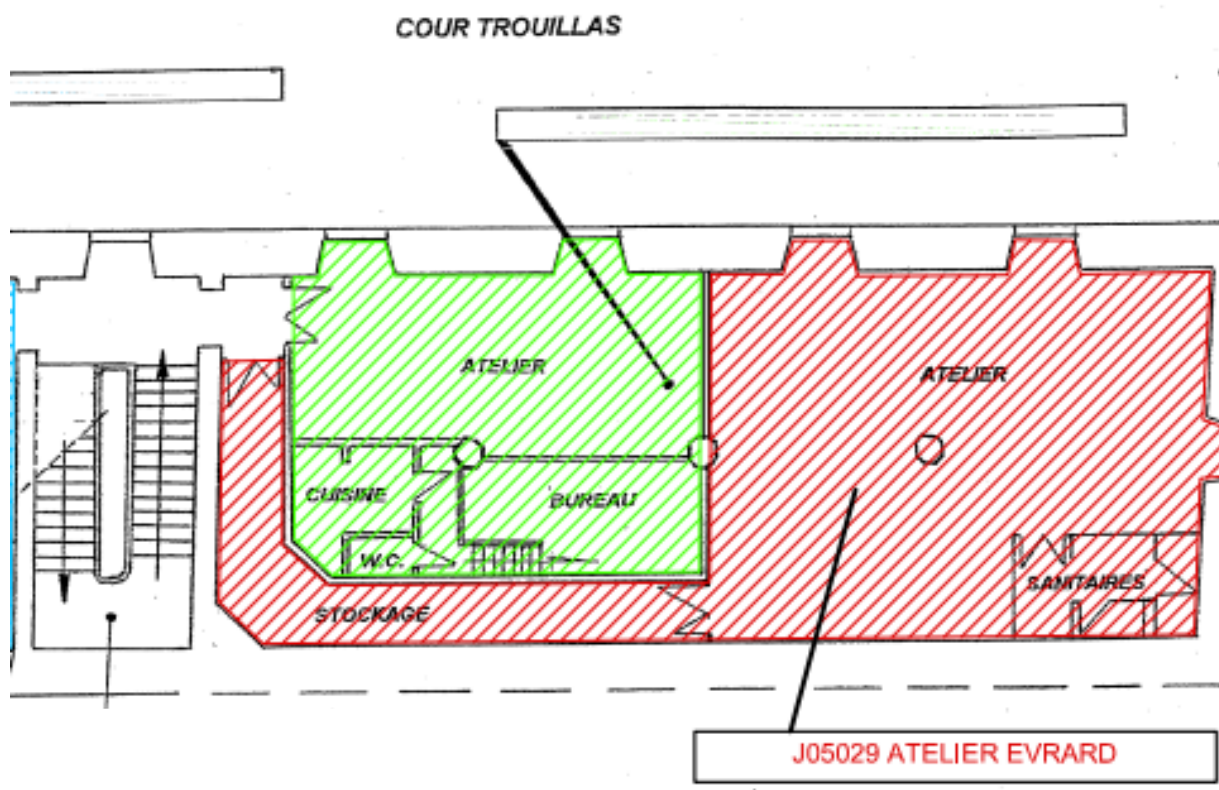 COUR TROUILLAS
ATELIER
ATELIER
CUISINE
BUREAU
W.C.
SANITAIRES
STOCKAGE
J05029 ATELIER EVRARD